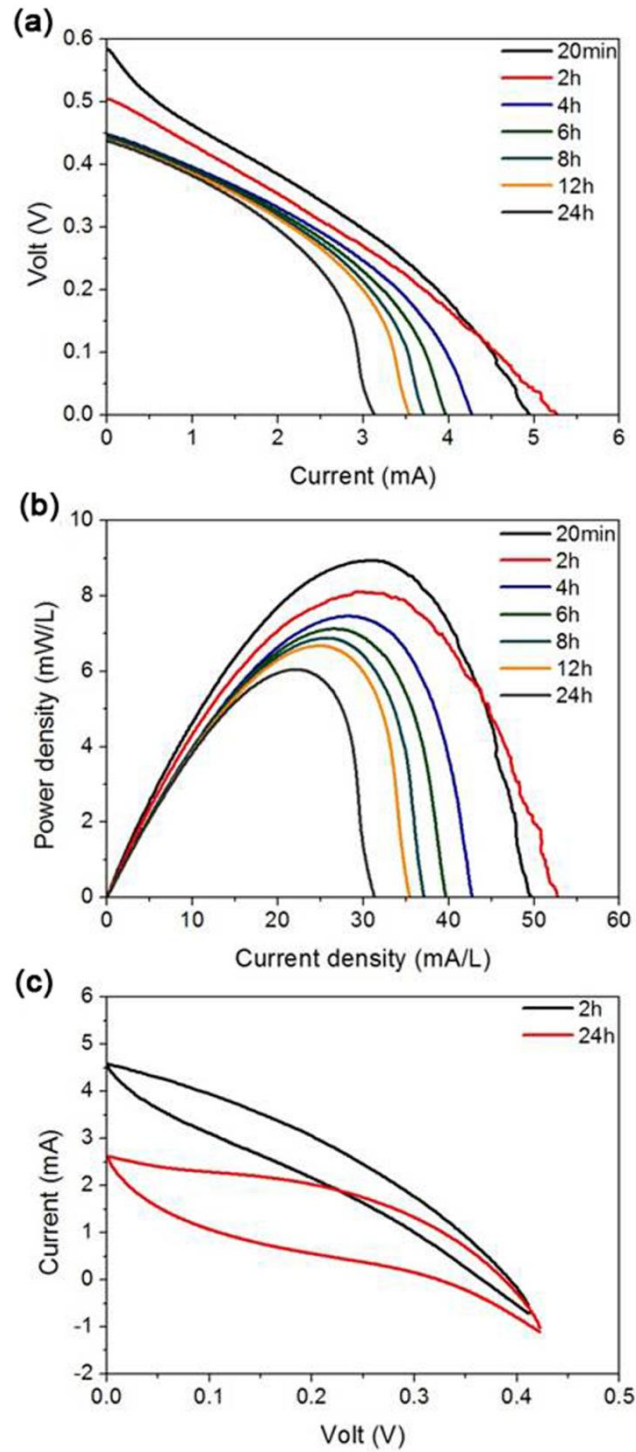 (a)
0.6
0.5
0.4
0.3
0.2
0.1
0.0
Volt (V)
20min
2h
4h
6h
8h
12h
24h
0 1 2 3 4 5 6
Current (mA)
(b)
10
8
6
4
2
0
Power density (mW/L)
20min
2h
4h
6h
8h
12h
24h
0 10 20 30 40 50 60
Current density (mA/L)
(c)
6
5
4
3
2
1
0
-1
-2
Current (mA)
2h
24h
0.0 0.1 0.2 0.3 0.4 0.5
Volt (V)